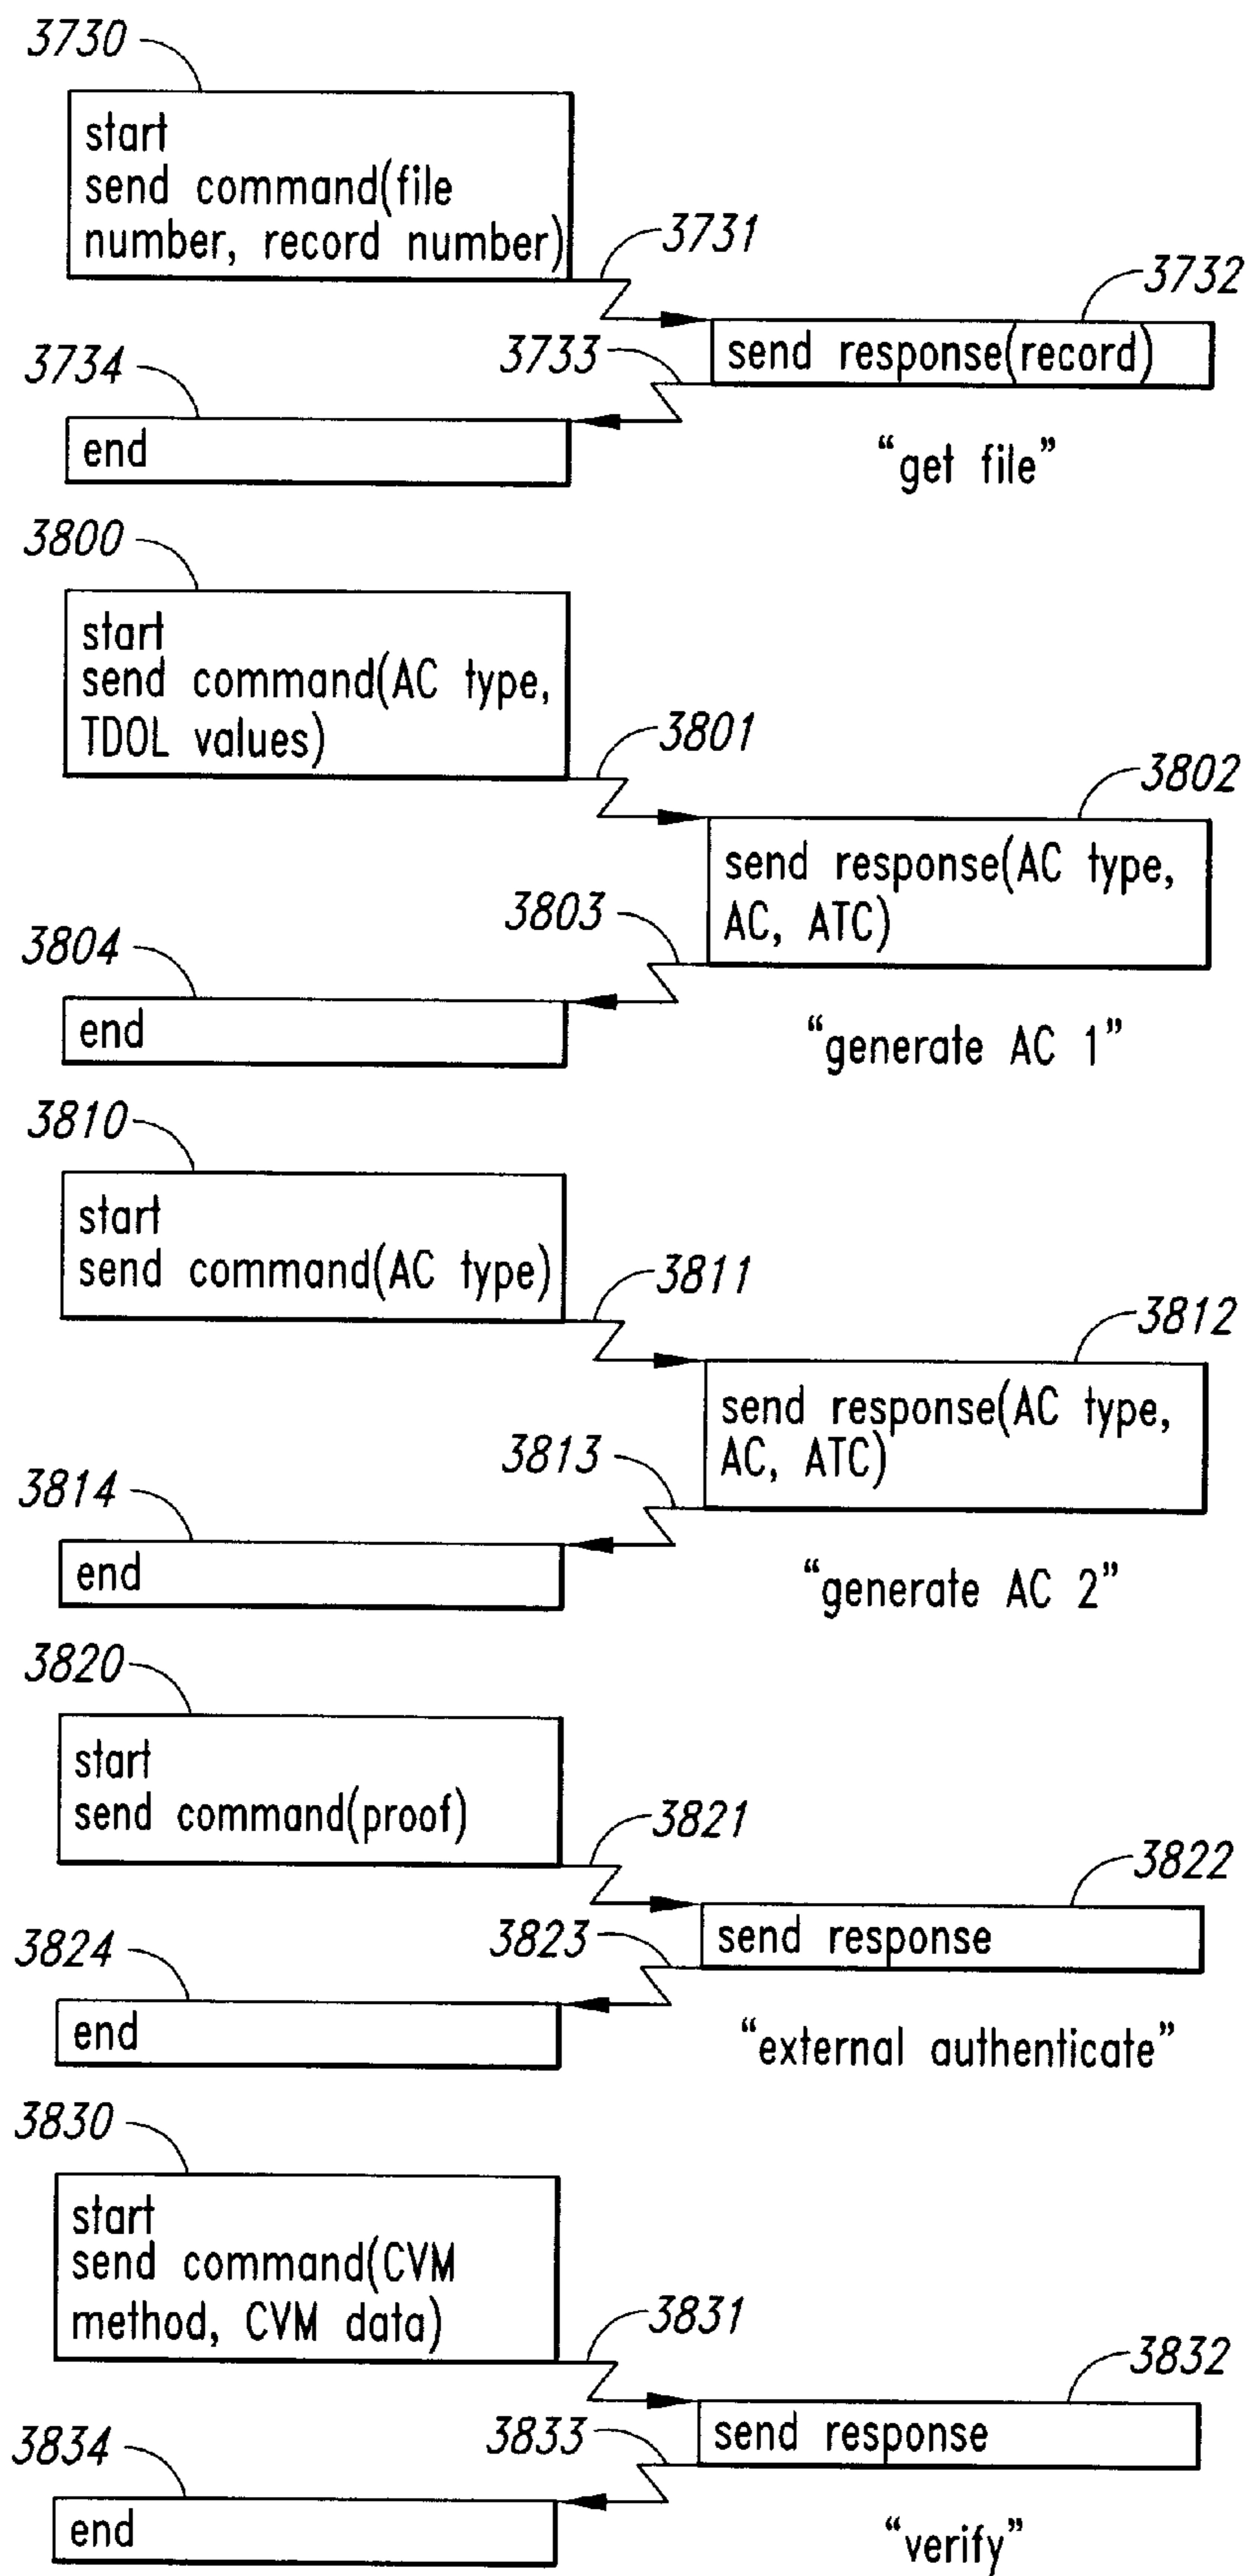 3730
start
send command(file
number, record number)
3731
3732
send response(record)
3733
3734
end
“get file”
3800
start
send command(AC type,
TDOL values)
3801
3802
send response(AC type,
AC, ATC)
3803
3804
end
“generate AC 1”
3810
start
send command(AC type)
3811
3812
send response(AC type,
AC, ATC)
3813
3814
end
“generate AC 2”
3820
start
send command(proof)
3821
3822
send response
3823
3824
end
“external authenticate”
3830
start
send command(CVM
method, CVM data)
3831
3832
send response
3833
3834
end
“verify”